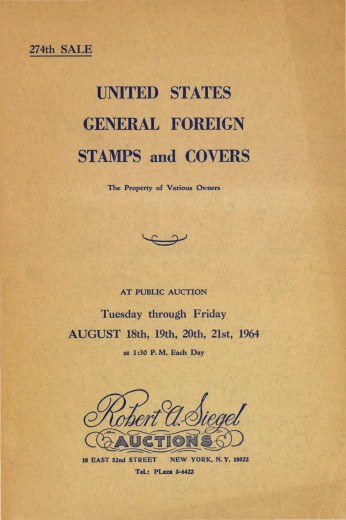 274th SALE
UNITED STATES
GENERAL FOREIGN
STAMPS and COVERS
The Property of Various Owners
AT PUBLIC AUCTION
Tuesday through Friday
AUGUST 18th, 19th, 20th, 21st, 1964
at 1:30 P.M. Each Day
Robert A. Siegel
AUCTIONS
10 EAST 52nd STREET NEW YORK, N. Y. 10022
Tel.: PLaza 3-6422